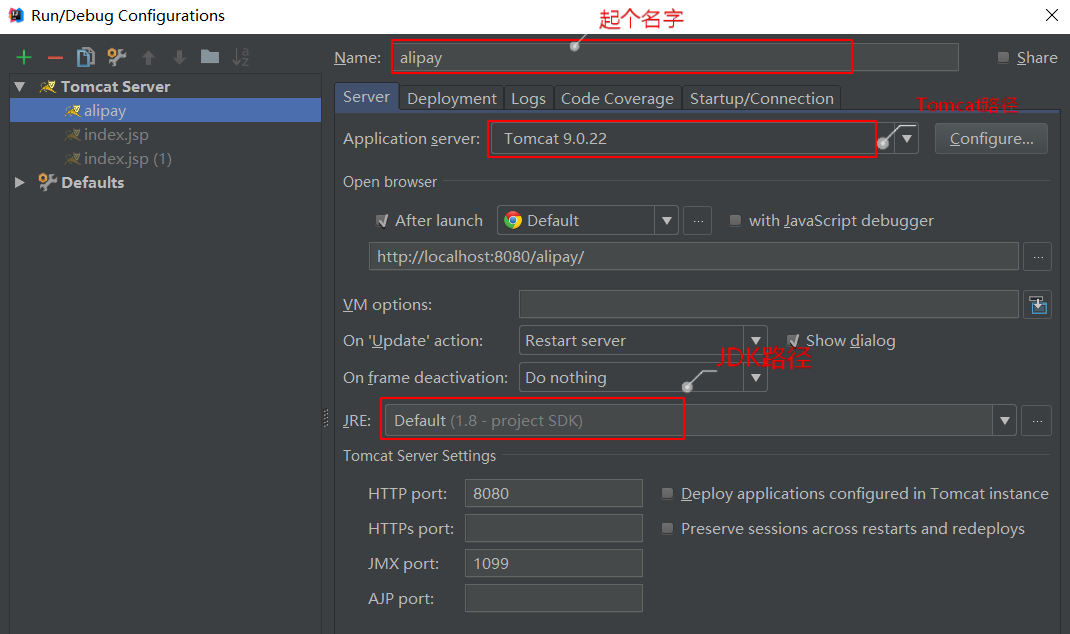 Run/Debug Configurations
起个名字
Name: alipay Share
Tomcat Server
alipay
index.jsp
index.jsp (1)
Defaults
Server Deployment Logs Code Coverage Startup/Connection
Tomcat路径
Application server: Tomcat 9.0.22 Configure...
Open browser
After launch Default ... with JavaScript debugger
http://localhost:8080/alipay/ ...
VM options:
On 'Update' action: Restart server Show dialog
JDK路径
On frame deactivation: Do nothing
JRE: Default (1.8 - project SDK) ...
Tomcat Server Settings
HTTP port: 8080 Deploy applications configured in Tomcat instance
HTTPs port: Preserve sessions across restarts and redeploys
JMX port: 1099
AJP port: